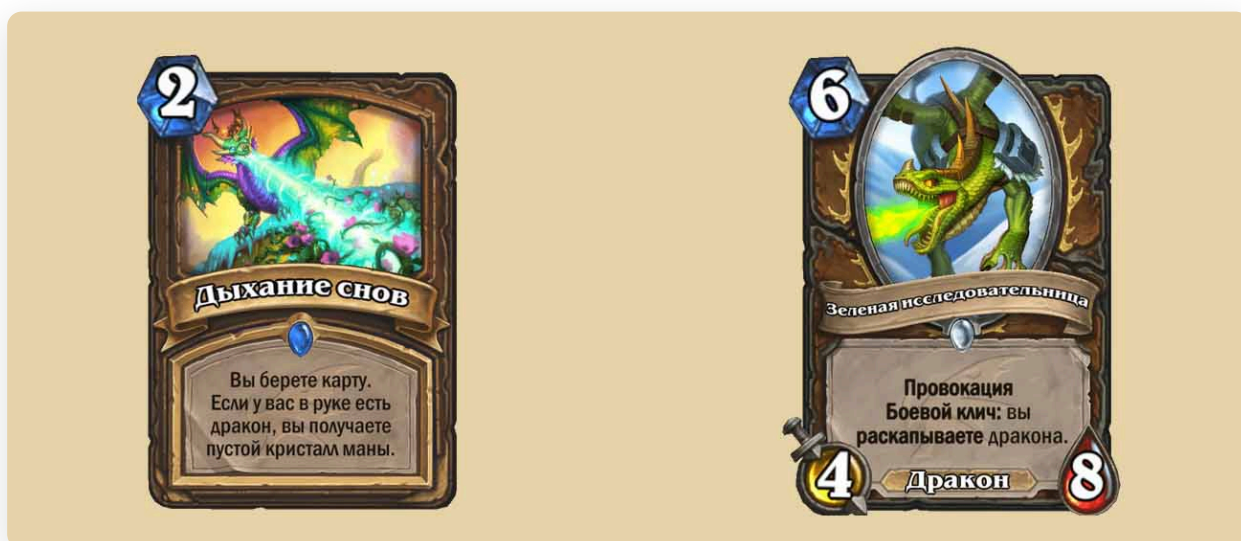 2
Дыхание снов
Вы берете карту.
Если у вас в руке есть
дракон, вы получаете
пустой кристалл маны.
6
Зеленая исследовательница
Провокация
Боевой клич: вы
раскапываете дракона.
4
Дракон
8